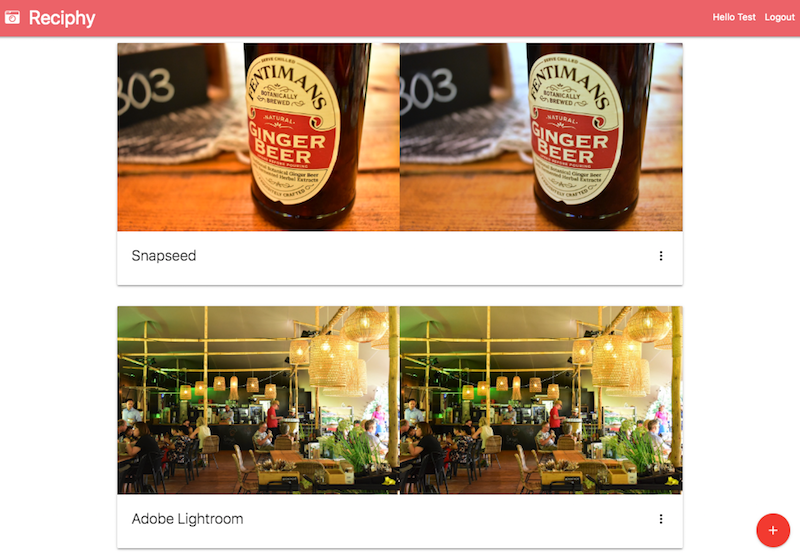 Reciphy
Hello Test Logout
303
FENTIMANS
BOTANICALLY
BREWED
NATURAL
GINGER
BEER
303
FENTIMANS
BOTANICALLY
BREWED
NATURAL
GINGER
BEER
Snapseed
Adobe Lightroom